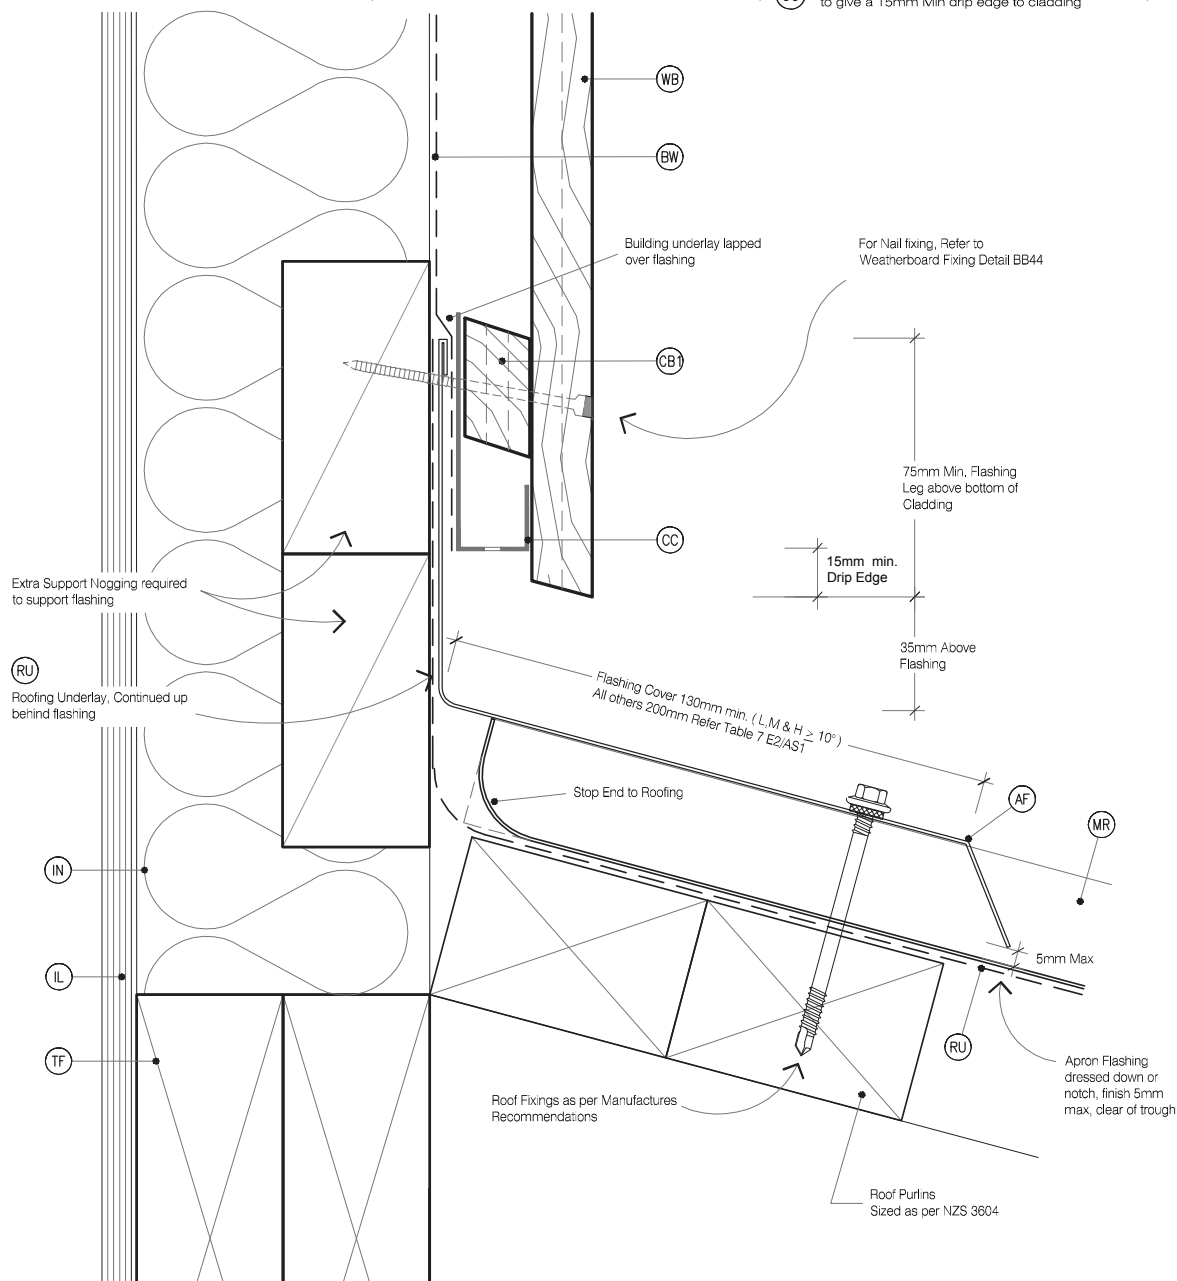 to give a 15mm Min drip edge to cladding
WB
BW
Building underlay lapped
over flashing
For Nail fixing, Refer to
Weatherboard Fixing Detail BB44
CB1
75mm Min. Flashing
Leg above bottom of
Cladding
CC
15mm min.
Drip Edge
Extra Support Nogging required
to support flashing
35mm Above
Flashing
RU
Roofing Underlay, Continued up
behind flashing
Flashing Cover 130mm min. ( L,M & H ≥ 10°)
All others 200mm Refer Table 7 E2/AS1
Stop End to Roofing
AF
MR
IN
5mm Max
IL
RU
TF
Apron Flashing
dressed down or
notch, finish 5mm
max, clear of trough
Roof Fixings as per Manufactures
Recommendations
Roof Purlins
Sized as per NZS 3604